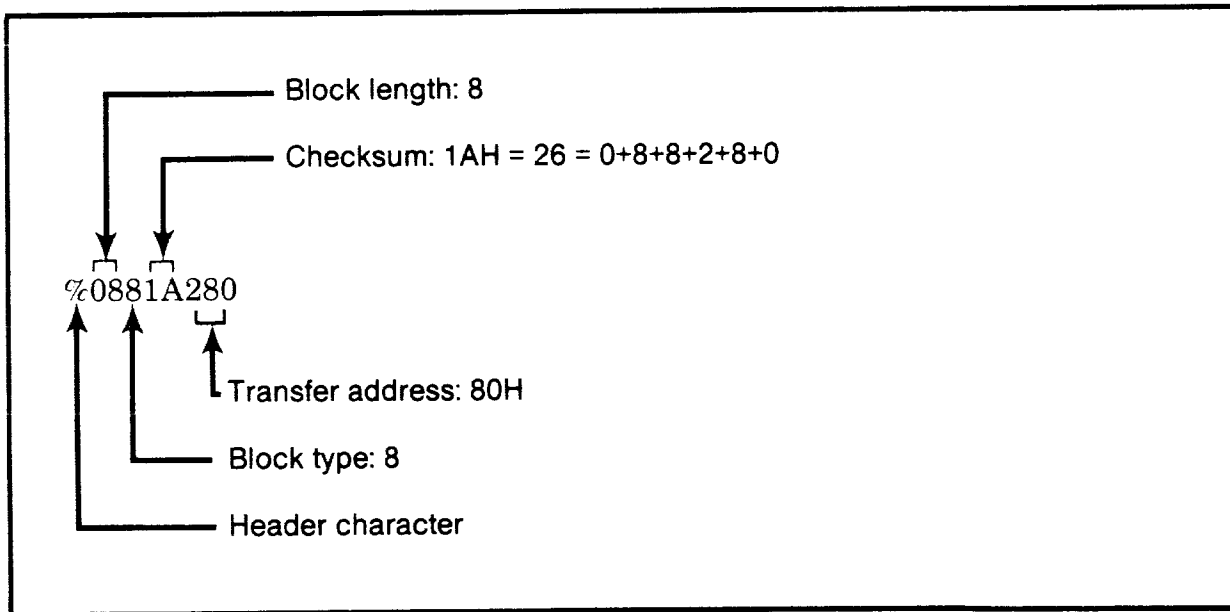 Block length: 8
Checksum: 1AH = 26 = 0+8+8+2+8+0
%0881A280
Transfer address: 80H
Block type: 8
Header character